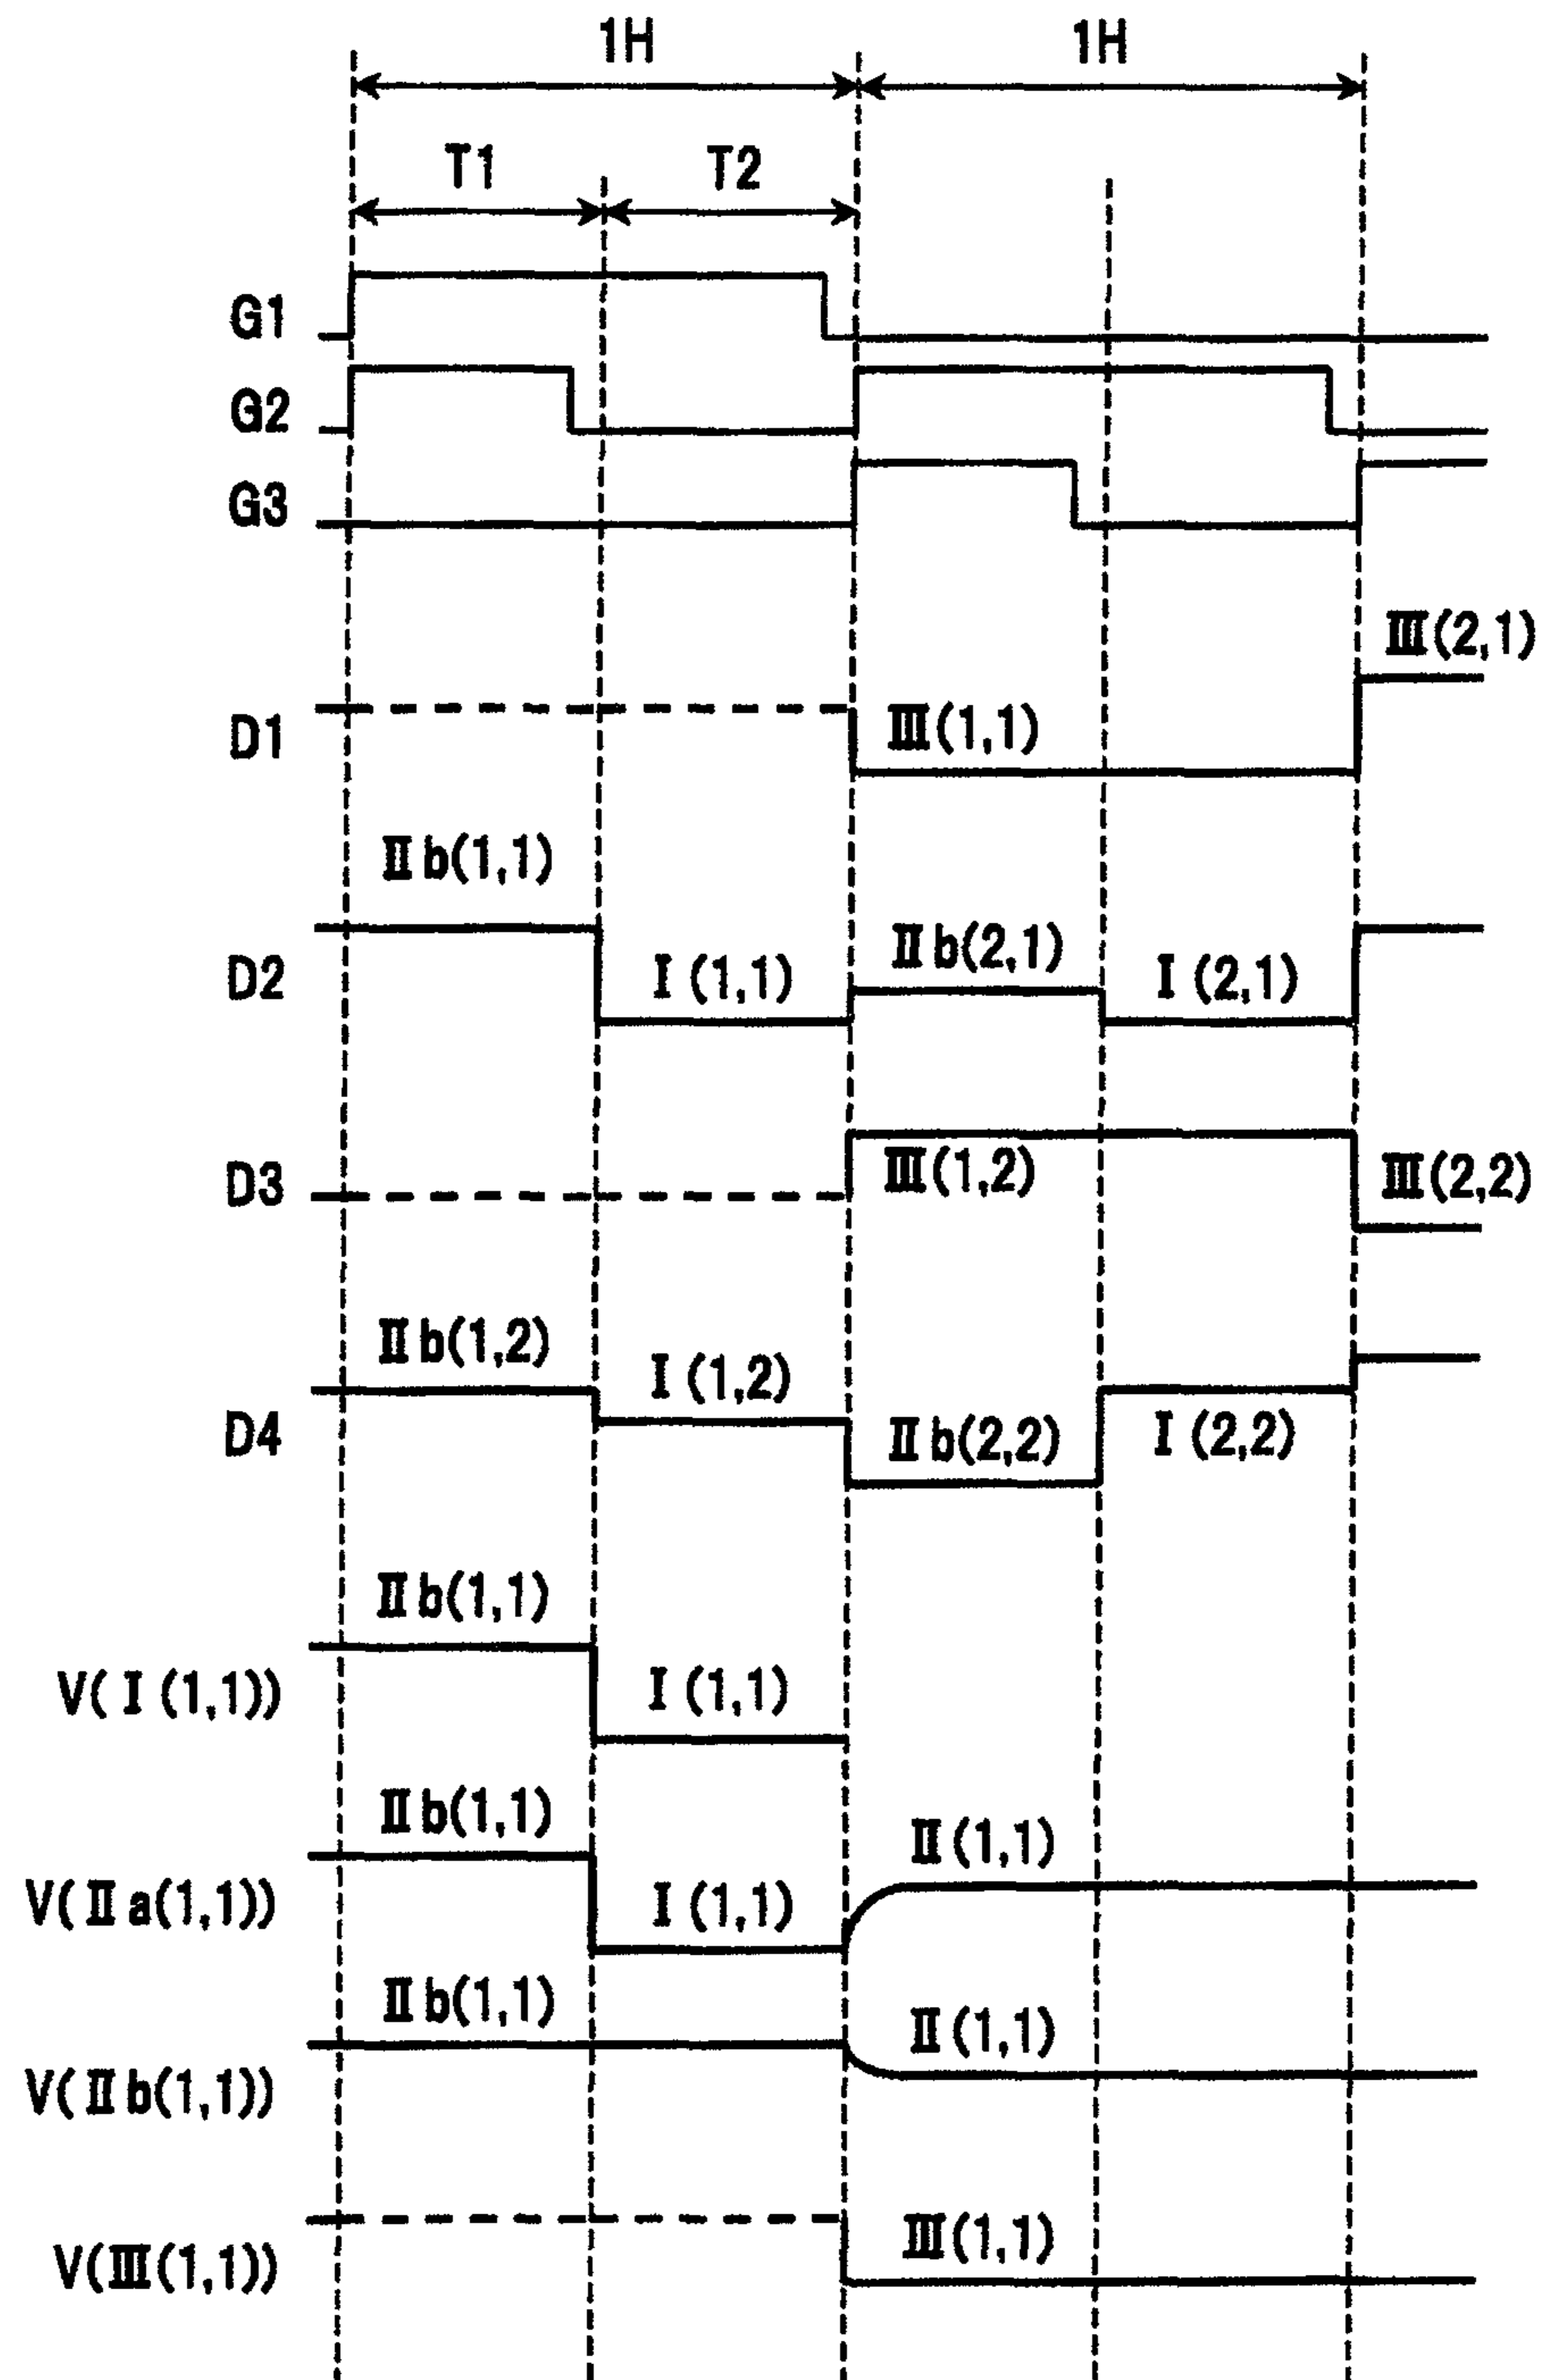 1H 1H
T1 T2
G1
G2
G3
Ⅲ(2,1)
D1 Ⅲ(1,1)
Ⅱb(1,1)
Ⅱb(2,1)
D2 Ⅰ(1,1) Ⅰ(2,1)
D3 Ⅲ(1,2) Ⅲ(2,2)
Ⅱb(1,2)
Ⅰ(1,2)
D4 Ⅱb(2,2) Ⅰ(2,2)
Ⅱb(1,1)
V(Ⅰ(1,1)) Ⅰ(1,1)
Ⅱb(1,1)
Ⅱ(1,1)
V(Ⅱa(1,1)) Ⅰ(1,1)
Ⅱb(1,1)
Ⅱ(1,1)
V(Ⅱb(1,1))
Ⅲ(1,1)
V(Ⅲ(1,1))